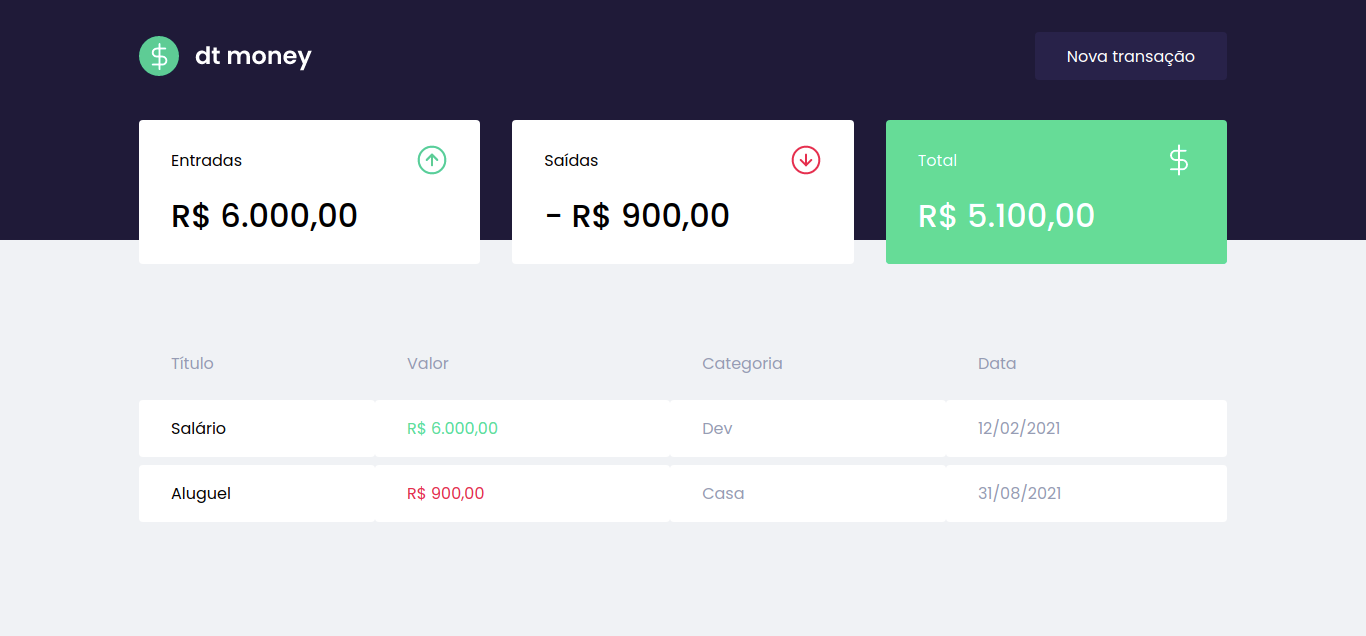 dt money
Nova transação
Entradas
R$ 6.000,00
Saídas
- R$ 900,00
Total
$
R$ 5.100,00
Título Valor Categoria Data
Salário R$ 6.000,00 Dev 12/02/2021
Aluguel R$ 900,00 Casa 31/08/2021